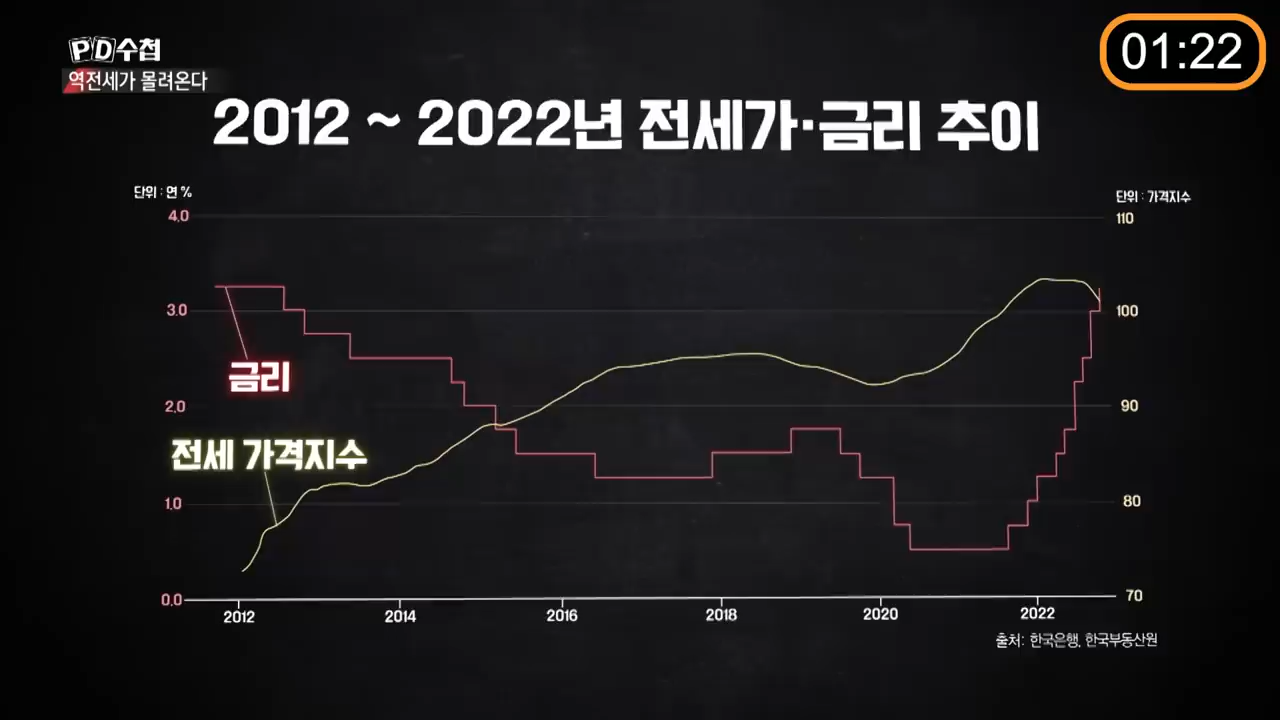 PD수첩
01:22
역전세가 몰려온다
2012 ~ 2022년 전세가·금리 추이
단위 : 연 %
단위 : 가격지수
4.0
110
3.0
100
금리
2.0
90
전세 가격지수
1.0
80
0.0
70
2012 2014 2016 2018 2020 2022
출처: 한국은행, 한국부동산원